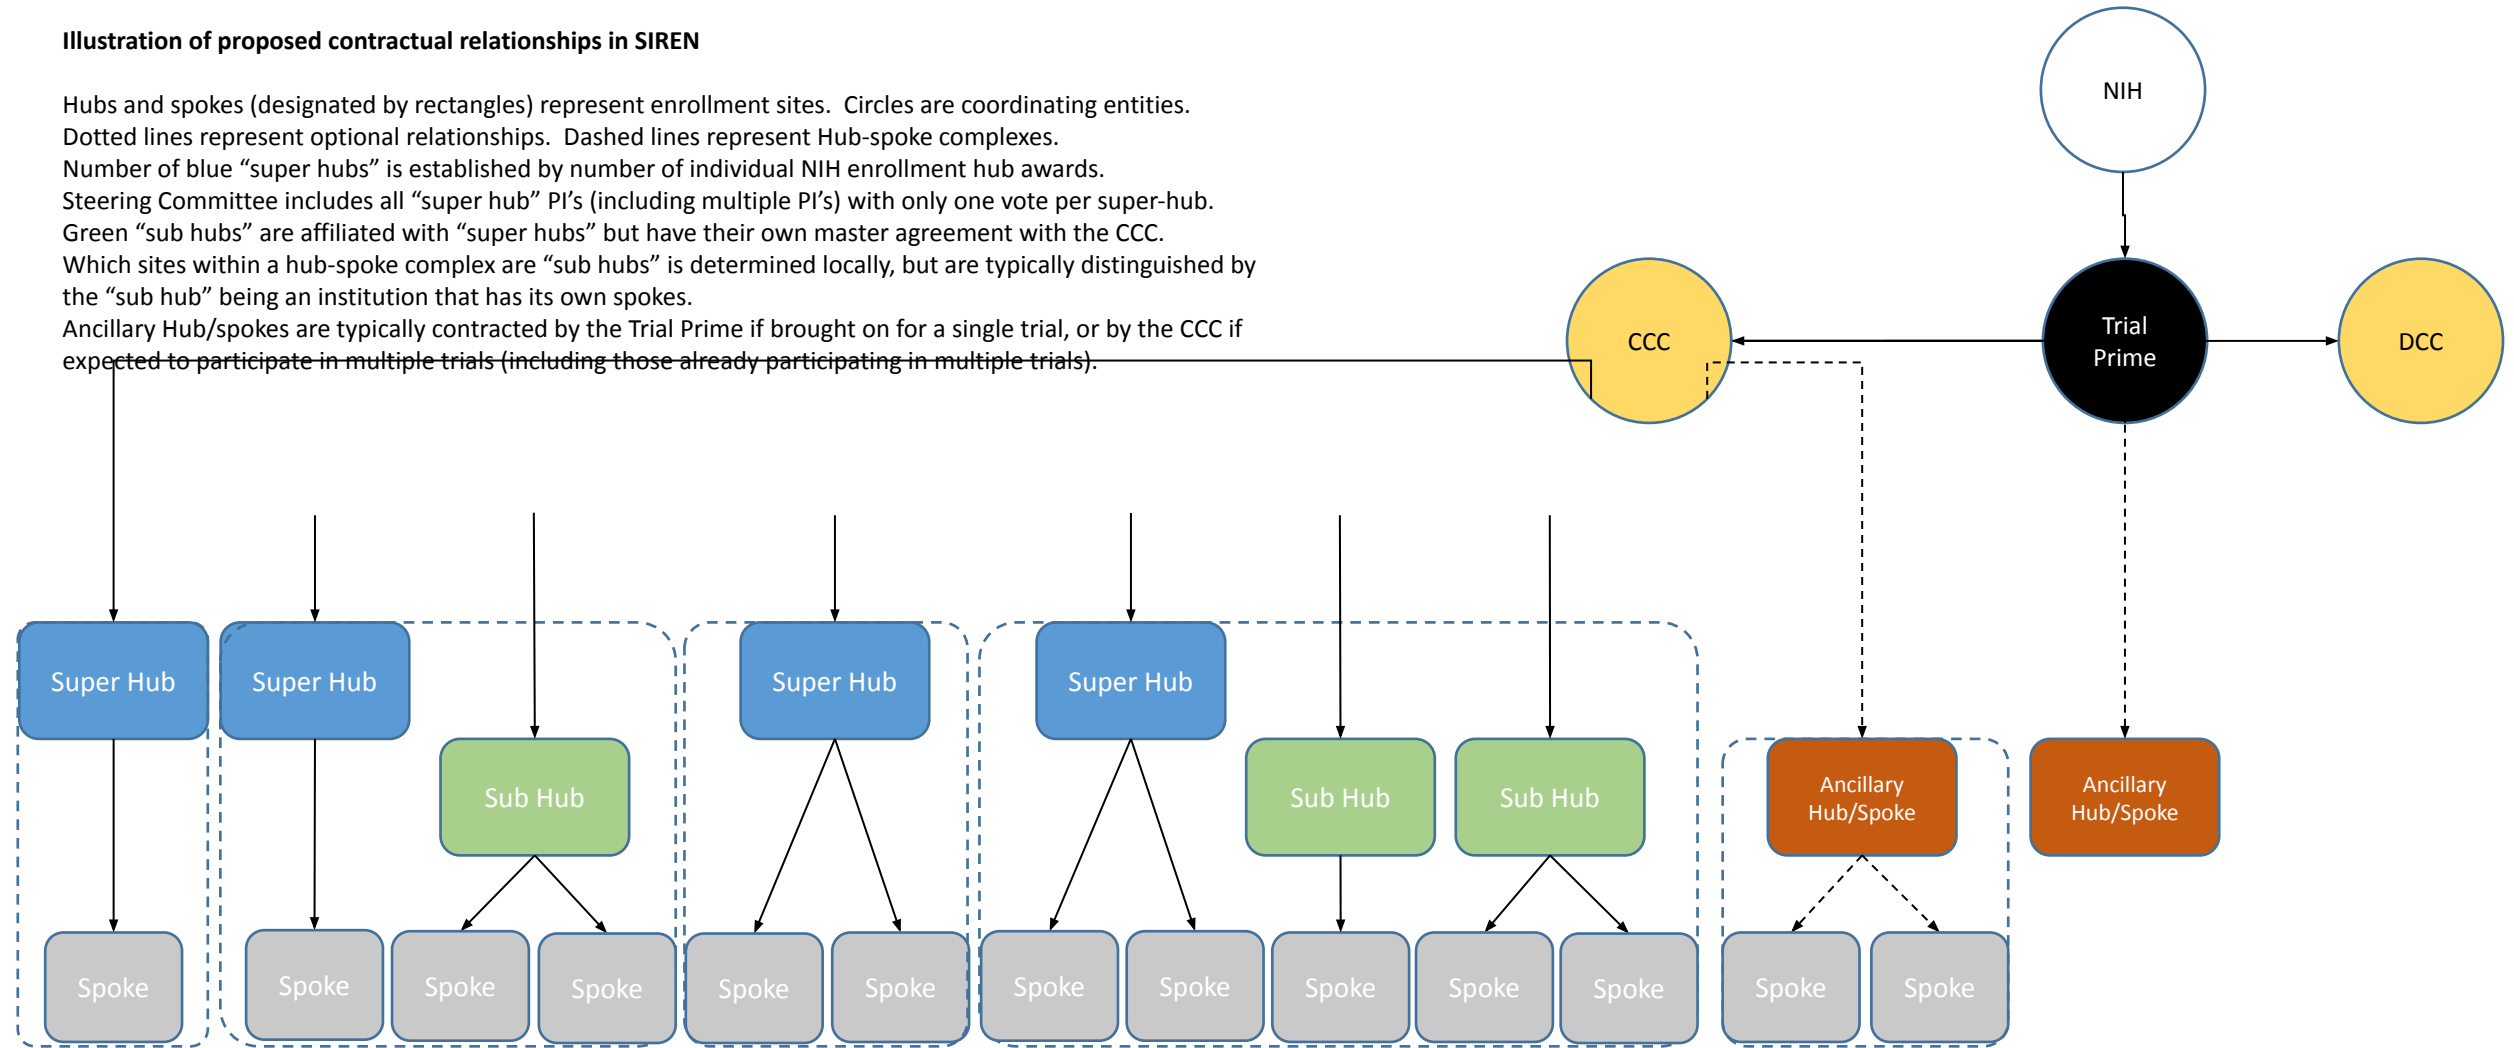 Illustration of proposed contractual relationships in SIREN
Hubs and spokes (designated by rectangles) represent enrollment sites.  Circles are coordinating entities.
Dotted lines represent optional relationships.  Dashed lines represent Hub-spoke complexes.
Number of blue “super hubs” is established by number of individual NIH enrollment hub awards.
Steering Committee includes all “super hub” PI’s (including multiple PI’s) with only one vote per super-hub.
Green “sub hubs” are affiliated with “super hubs” but have their own master agreement with the CCC.
Which sites within a hub-spoke complex are “sub hubs” is determined locally, but are typically distinguished by
the “sub hub” being an institution that has its own spokes.
Ancillary Hub/spokes are typically contracted by the Trial Prime if brought on for a single trial, or by the CCC if
expected to participate in multiple trials (including those already participating in multiple trials).
NIH
CCC
Trial
Prime
DCC
Super Hub
Super Hub
Super Hub
Super Hub
Sub Hub
Sub Hub
Sub Hub
Ancillary
Hub/Spoke
Ancillary
Hub/Spoke
Spoke
Spoke
Spoke
Spoke
Spoke
Spoke
Spoke
Spoke
Spoke
Spoke
Spoke
Spoke
Spoke